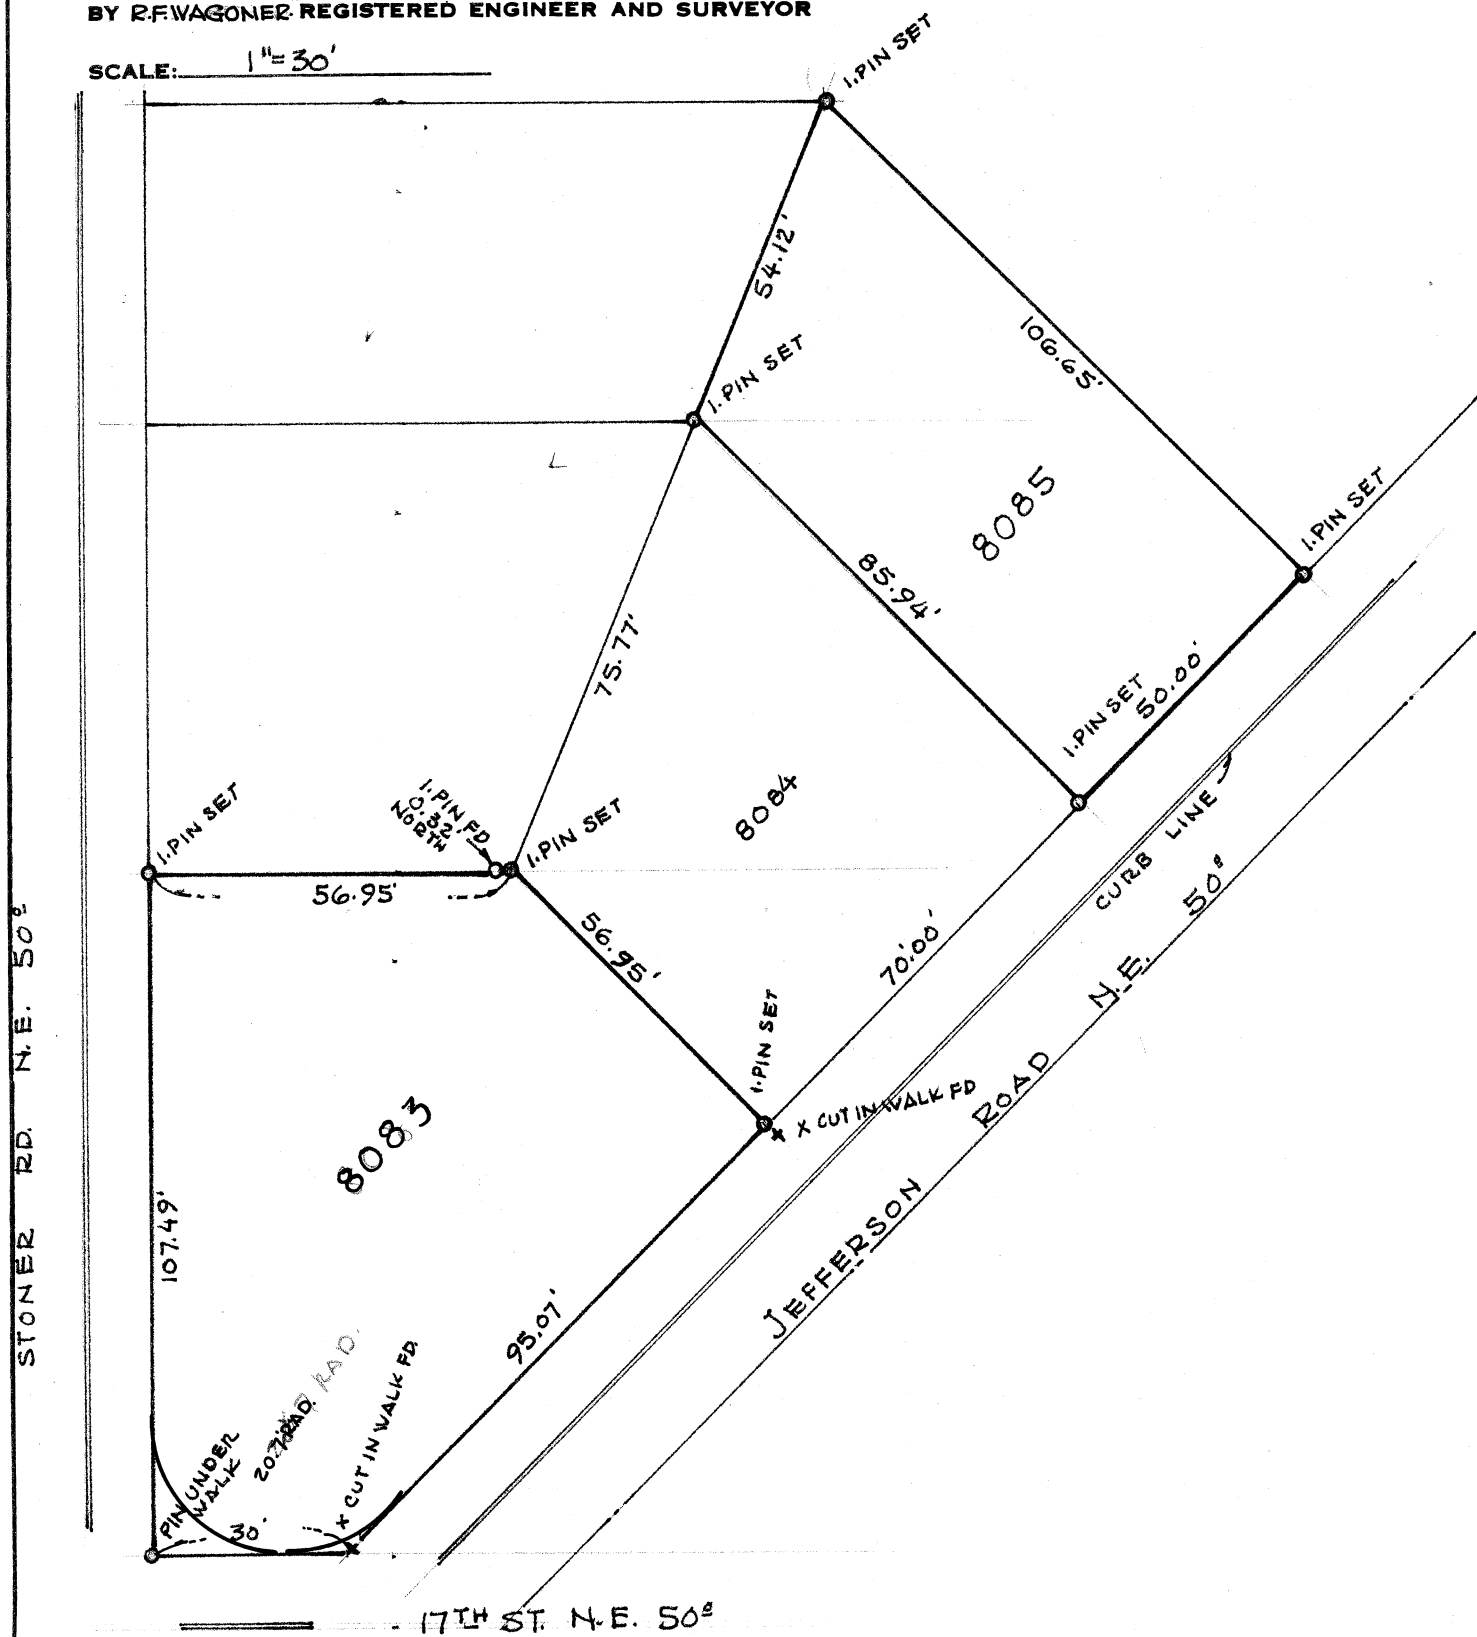 BY R.F. WAGONER REGISTERED ENGINEER AND SURVEYOR
SCALE: 1"=30'
I. PIN SET
54.12'
106.65'
I. PIN SET
8085
I. PIN SET
85.94'
75.77'
I. PIN SET
50.00'
8084
I. PIN SET
I. PIN FD
0.32'
NORTH
I. PIN SET
56.95'
CURB LINE
50'
STONER RD. N.E. 50'
56.95'
70.00'
I. PIN SET
X CUT IN WALK FD
JEFFERSON ROAD N.E.
8083
107.49'
95.07'
RAD.
PIN UNDER
WALK
X CUT IN WALK FD.
30'
17TH ST. N.E. 50'